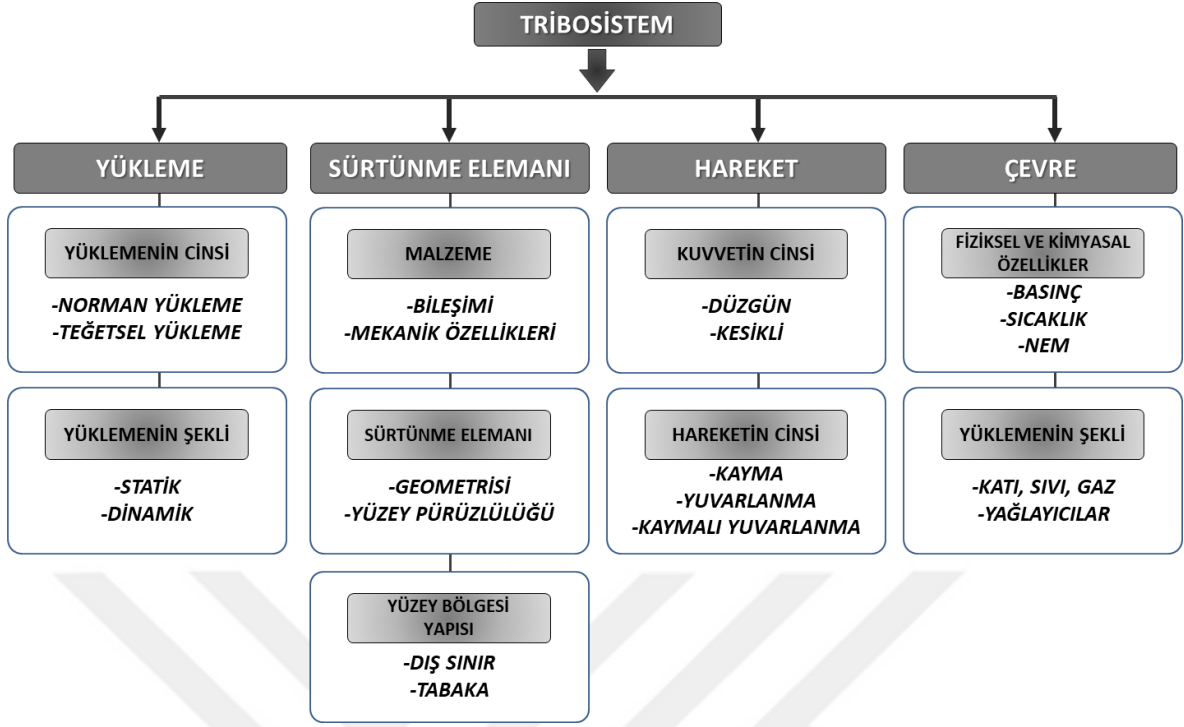 TRİBOSİSTEM
YÜKLEME
YÜKLEMENİN CİNSİ
-NORMAN YÜKLEME
-TEĞETSEL YÜKLEME
YÜKLEMENİN ŞEKLİ
-STATİK
-DİNAMİK
SÜRTÜNME ELEMANI
MALZEME
-BİLEŞİMİ
-MEKANİK ÖZELLİKLERİ
SÜRTÜNME ELEMANI
-GEOMETRİSİ
-YÜZEY PÜRÜZLÜLÜĞÜ
YÜZEY BÖLGESİ
YAPISI
-DIŞ SINIR
-TABAKA
HAREKET
KUVVETİN CİNSİ
-DÜZGÜN
-KESİKLİ
HAREKETİN CİNSİ
-KAYMA
-YUVARLANMA
-KAYMALI YUVARLANMA
ÇEVRE
FİZİKSEL VE KİMYASAL
ÖZELLİKLER
-BASINÇ
-SICAKLIK
-NEM
YÜKLEMENİN ŞEKLİ
-KATI, SIVI, GAZ
-YAĞLAYICILAR